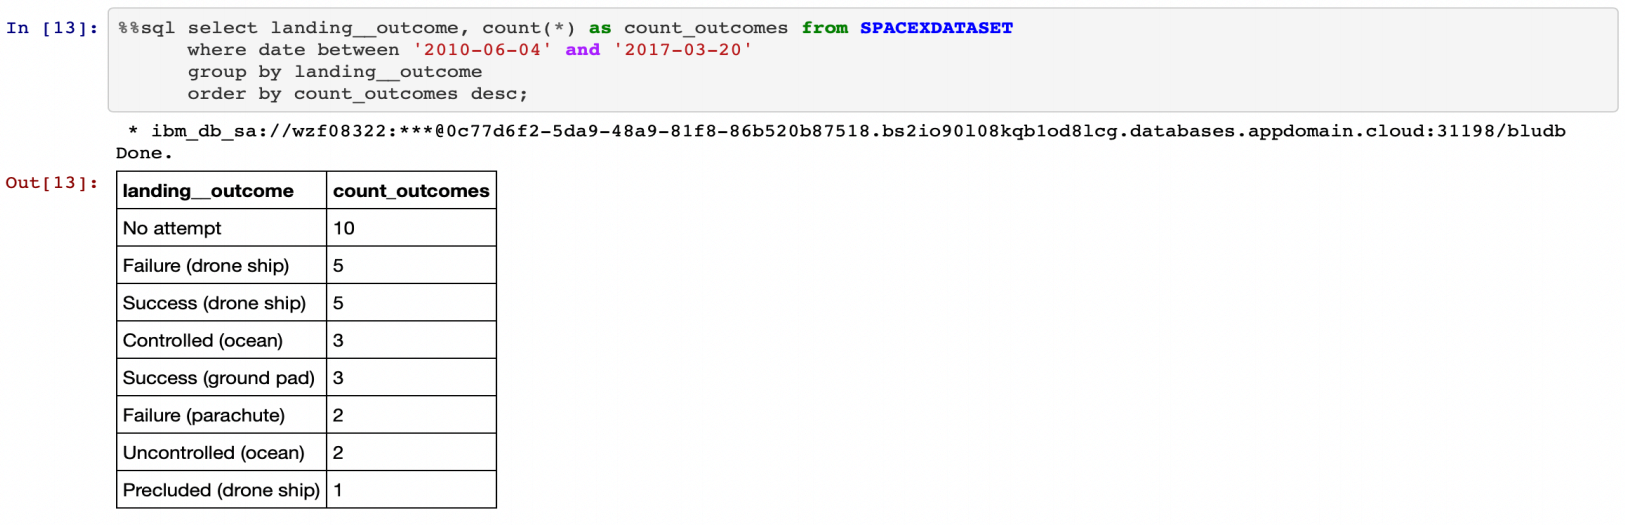 In [13]: %%sql select landing__outcome, count(*) as count_outcomes from SPACEXDATASET
where date between '2010-06-04' and '2017-03-20'
group by landing__outcome
order by count_outcomes desc;
* ibm_db_sa://wzf08322:***@0c77d6f2-5da9-48a9-81f8-86b520b87518.bs2io90l08kqb1od8lcg.databases.appdomain.cloud:31198/bludb
Done.
Out[13]:
landing__outcome count_outcomes
No attempt 10
Failure (drone ship) 5
Success (drone ship) 5
Controlled (ocean) 3
Success (ground pad) 3
Failure (parachute) 2
Uncontrolled (ocean) 2
Precluded (drone ship) 1